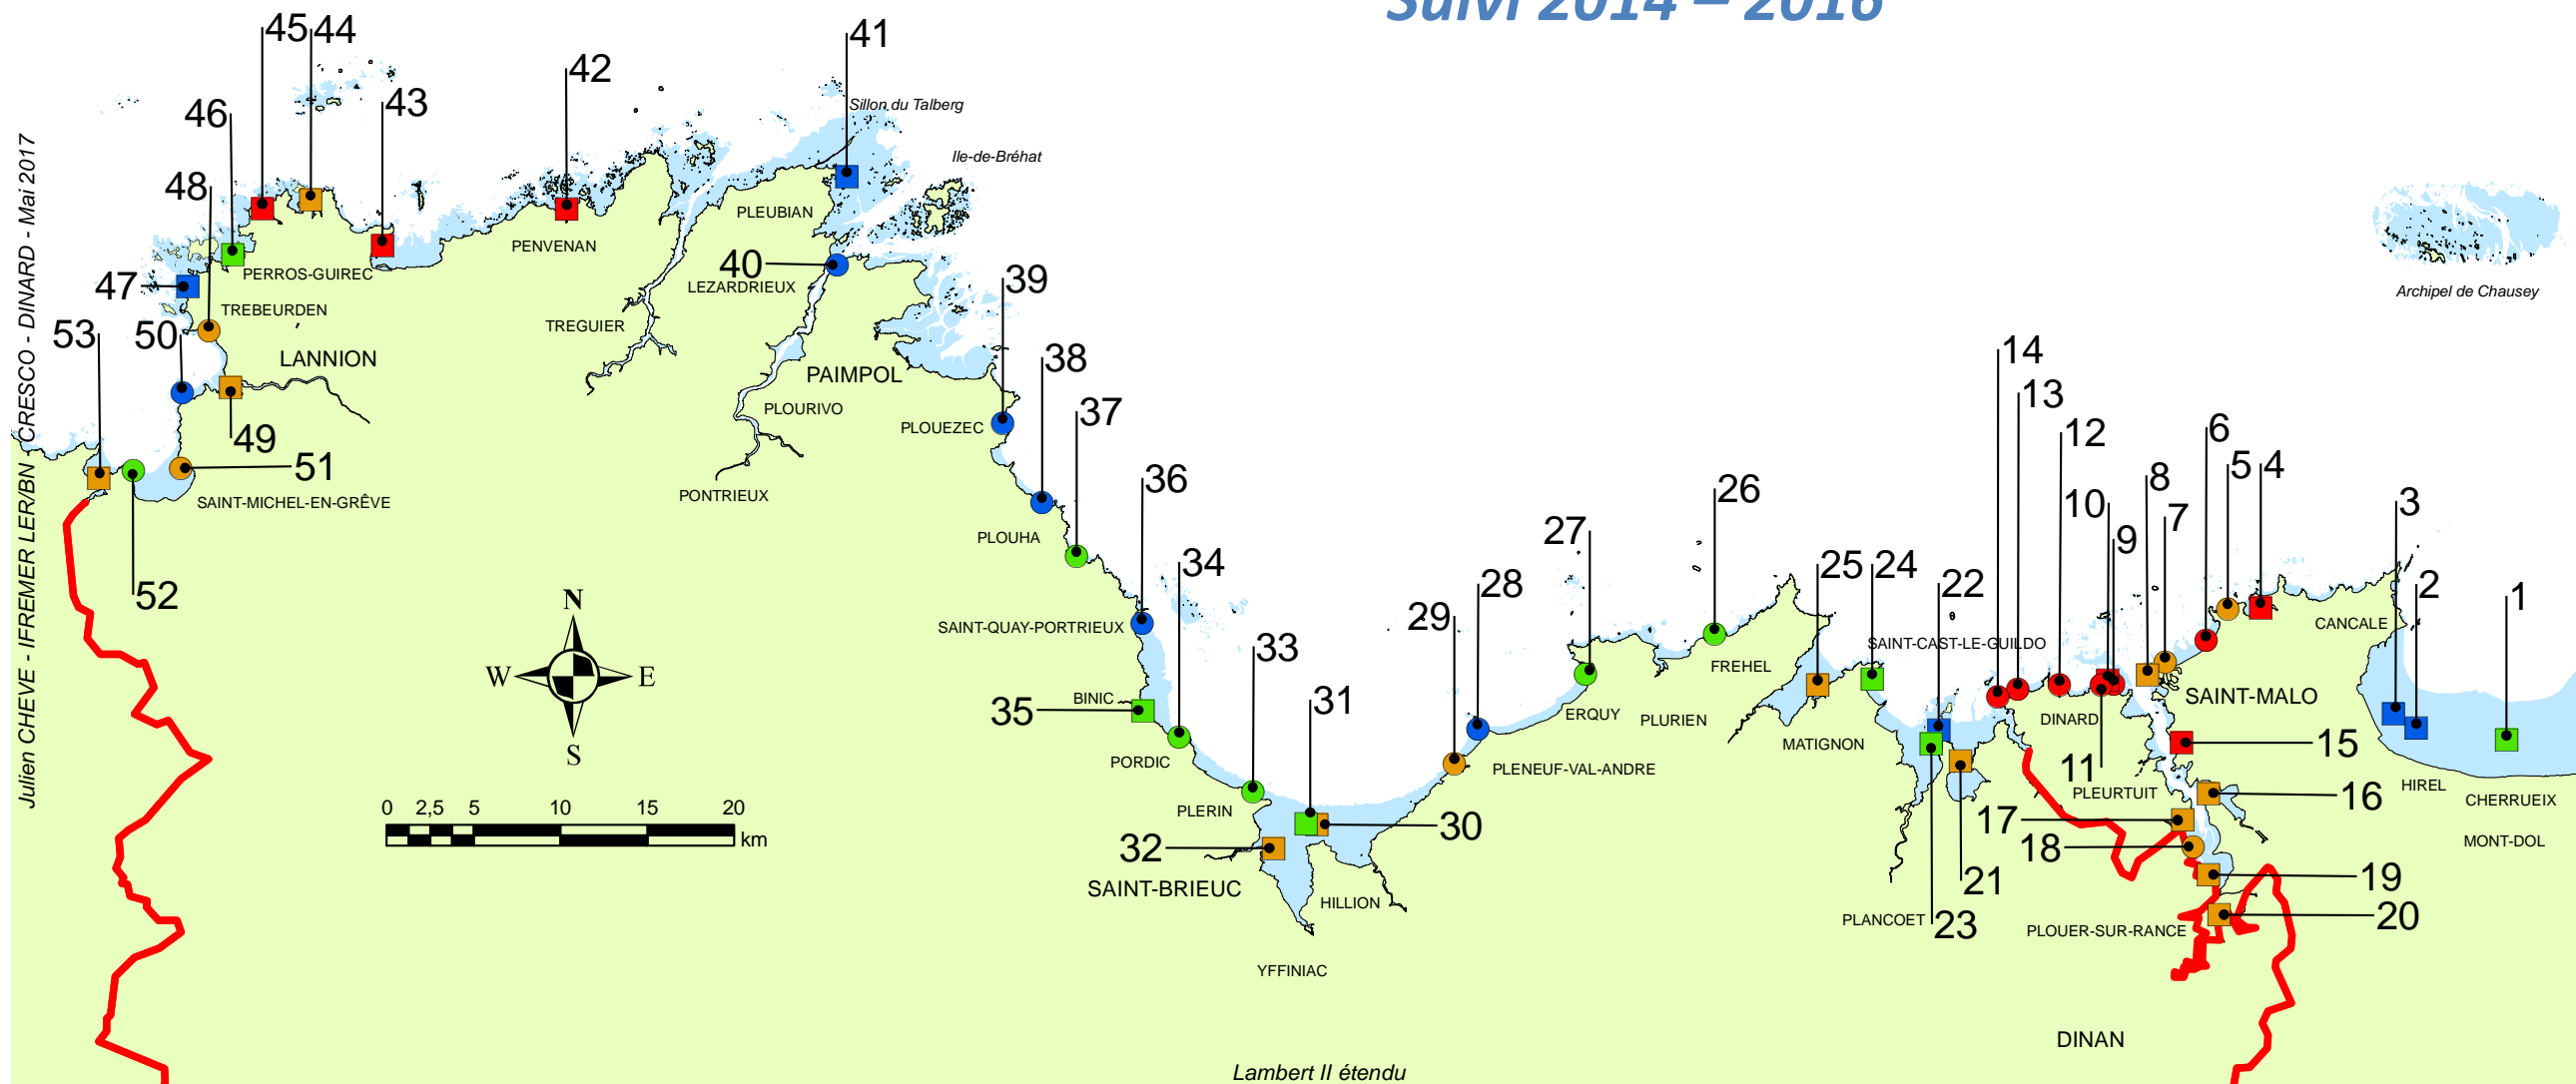 Suivi 2014 – 2016
45
44
41
42
46
43
Sillon du Talberg
Ile-de-Bréhat
48
PLEUBIAN
PENVENAN
40
PERROS-GUIREC
47
LEZARDRIEUX
39
Archipel de Chausey
TREBEURDEN
53
50
TREGUIER
LANNION
14
38
PAIMPOL
13
PLOURIVO
37
49
PLOUEZEC
12
6
51
36
5
4
SAINT-MICHEL-EN-GRÊVE
PONTRIEUX
26
8
10
3
7
27
PLOUHA
9
34
25
24
28
22
2
52
1
29
N
SAINT-QUAY-PORTRIEUX
33
SAINT-CAST-LE-GUILDO
CANCALE
FREHEL
W
E
31
SAINT-MALO
BINIC
35
ERQUY
PLURIEN
DINARD
MATIGNON
15
S
PORDIC
PLENEUF-VAL-ANDRE
11
HIREL
PLEURTUIT
16
CHERRUEIX
0 2,5 5 10 15 20
km
PLERIN
30
17
32
18
MONT-DOL
SAINT-BRIEUC
21
19
HILLION
PLANCOET
23
20
PLOUER-SUR-RANCE
YFFINIAC
DINAN
Lambert II étendu
Julien CHEVE - IFREMER LER/BN - CRESCO - DINARD - Mai 2017